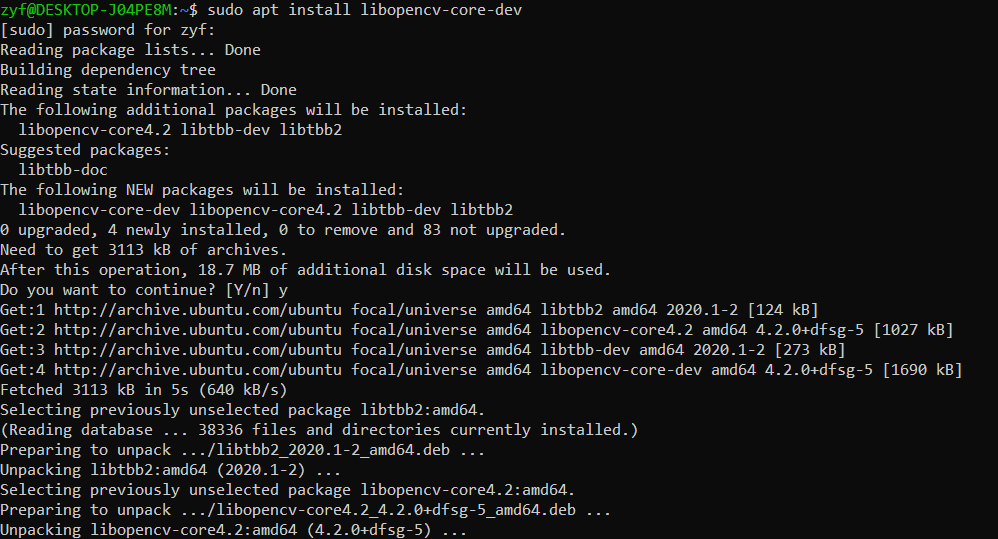 zyf@DESKTOP-J04PE8M:~$ sudo apt install libopencv-core-dev
[sudo] password for zyf:
Reading package lists... Done
Building dependency tree
Reading state information... Done
The following additional packages will be installed:
  libopencv-core4.2 libtbb-dev libtbb2
Suggested packages:
  libtbb-doc
The following NEW packages will be installed:
  libopencv-core-dev libopencv-core4.2 libtbb-dev libtbb2
0 upgraded, 4 newly installed, 0 to remove and 83 not upgraded.
Need to get 3113 kB of archives.
After this operation, 18.7 MB of additional disk space will be used.
Do you want to continue? [Y/n] y
Get:1 http://archive.ubuntu.com/ubuntu focal/universe amd64 libtbb2 amd64 2020.1-2 [124 kB]
Get:2 http://archive.ubuntu.com/ubuntu focal/universe amd64 libopencv-core4.2 amd64 4.2.0+dfsg-5 [1027 kB]
Get:3 http://archive.ubuntu.com/ubuntu focal/universe amd64 libtbb-dev amd64 2020.1-2 [273 kB]
Get:4 http://archive.ubuntu.com/ubuntu focal/universe amd64 libopencv-core-dev amd64 4.2.0+dfsg-5 [1690 kB]
Fetched 3113 kB in 5s (640 kB/s)
Selecting previously unselected package libtbb2:amd64.
(Reading database ... 38336 files and directories currently installed.)
Preparing to unpack .../libtbb2_2020.1-2_amd64.deb ...
Unpacking libtbb2:amd64 (2020.1-2) ...
Selecting previously unselected package libopencv-core4.2:amd64.
Preparing to unpack .../libopencv-core4.2_4.2.0+dfsg-5_amd64.deb ...
Unpacking libopencv-core4.2:amd64 (4.2.0+dfsg-5) ...